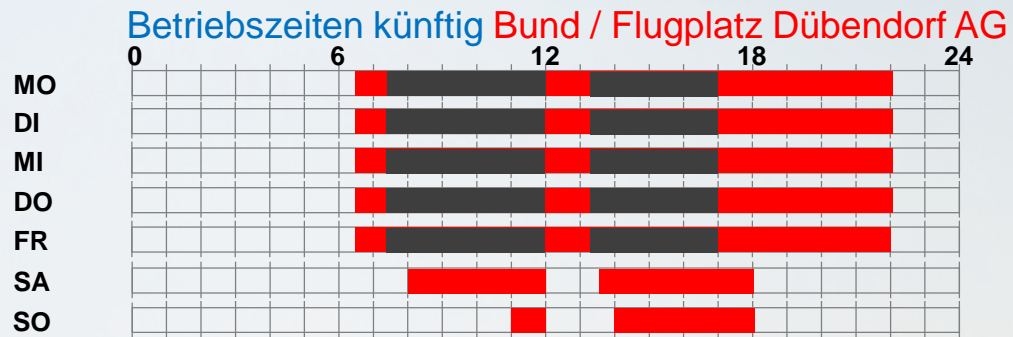 Betriebszeiten künftig Bund / Flugplatz Dübendorf AG
0 6 12 18 24
MO
DI
MI
DO
FR
SA
SO